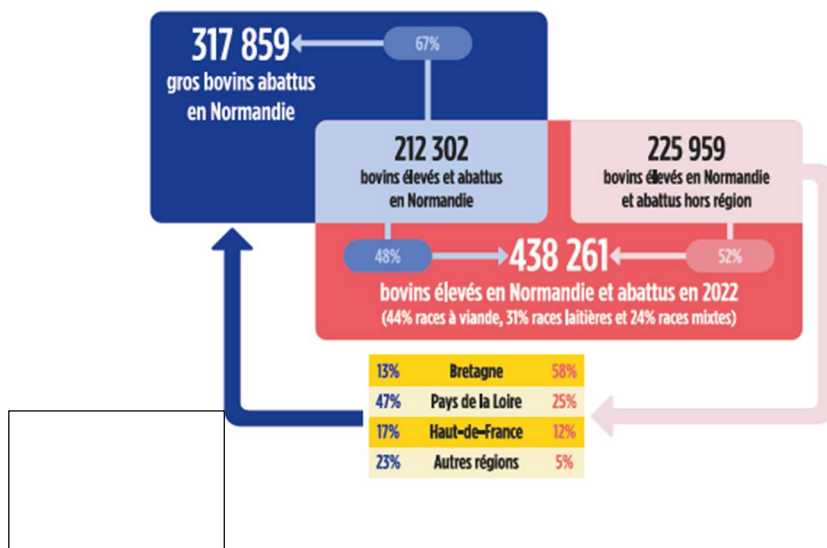 317 859
67%
gros bovins abattus
en Normandie
212 302
bovins élevés et abattus
en Normandie
225 959
bovins élevés en Normandie
et abattus hors région
48%
438 261
52%
bovins élevés en Normandie et abattus en 2022
(44% races à viande, 31% races laitières et 24% races mixtes)
13% Bretagne 58%
47% Pays de la Loire 25%
17% Haut-de-France 12%
23% Autres régions 5%